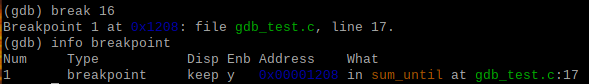 (gdb) break 16
Breakpoint 1 at 0x1208: file gdb_test.c, line 17.
(gdb) info breakpoint
Num     Type           Disp Enb Address    What
1       breakpoint     keep y   0x00001208 in sum_until at gdb_test.c:17